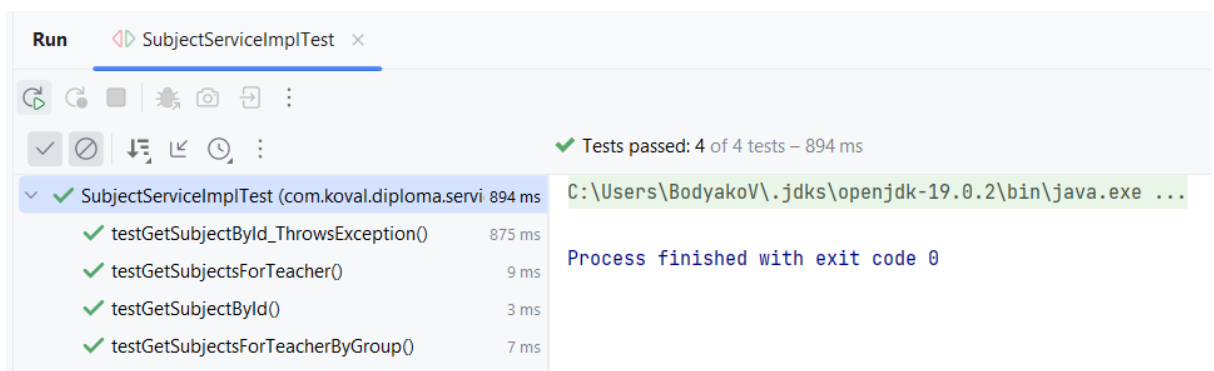 Run SubjectServiceImplTest
Tests passed: 4 of 4 tests – 894 ms
SubjectServiceImplTest (com.koval.diploma.servi 894 ms
testGetSubjectById_ThrowsException() 875 ms
testGetSubjectsForTeacher() 9 ms
testGetSubjectById() 3 ms
testGetSubjectsForTeacherByGroup() 7 ms
C:\Users\BodyakoV\.jdks\openjdk-19.0.2\bin\java.exe ...
Process finished with exit code 0